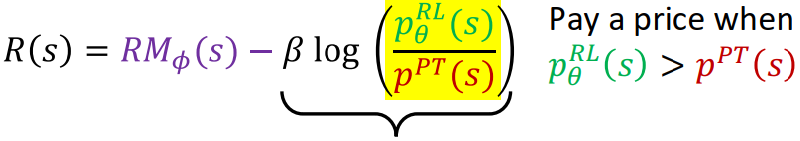 R(s) = RM_ϕ(s) − β log (p_θ^{RL}(s) / p^{PT}(s))
Pay a price when
p_θ^{RL}(s) > p^{PT}(s)